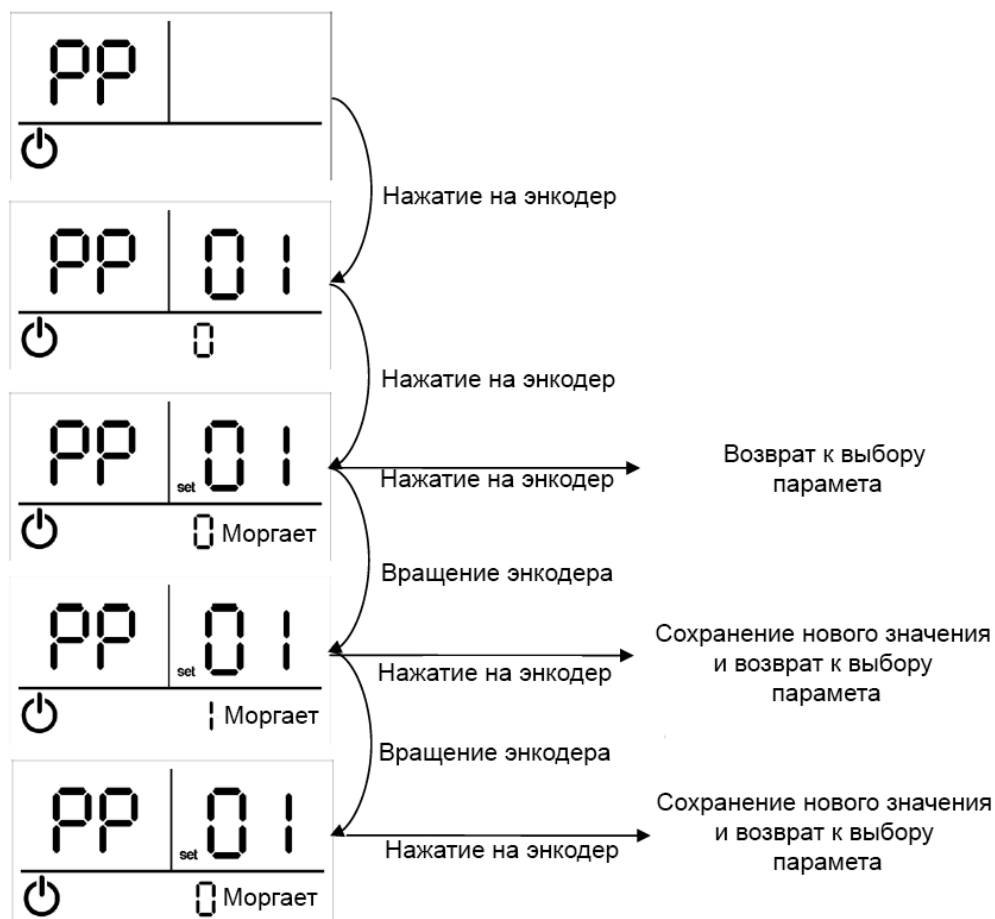 PP
Нажатие на энкодер
PP 01
0
Нажатие на энкодер
PP set 01
Нажатие на энкодер
Возврат к выбору
парамета
0 Моргает
Вращение энкодера
PP set 01
Нажатие на энкодер
Сохранение нового значения
и возврат к выбору
парамета
1 Моргает
Вращение энкодера
PP set 01
Нажатие на энкодер
Сохранение нового значения
и возврат к выбору
парамета
0 Моргает